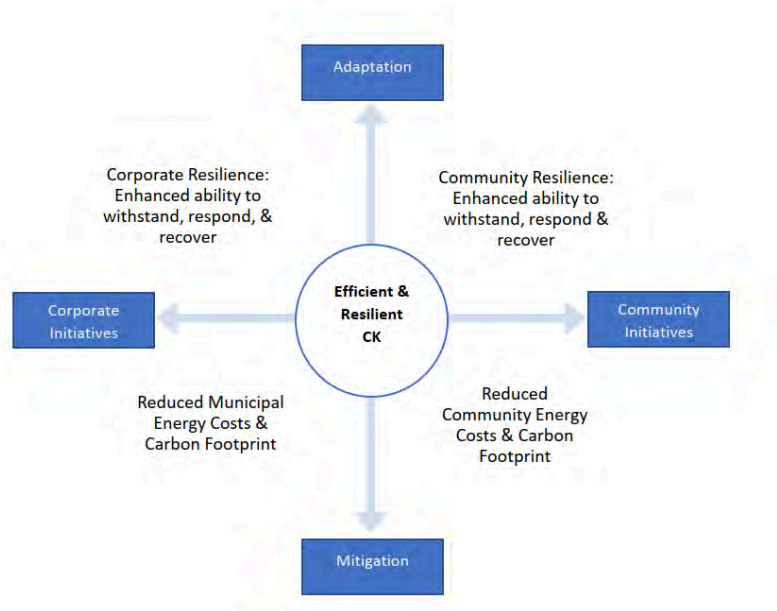 Adaptation
Corporate Resilience:
Enhanced ability to
withstand, respond, &
recover
Community Resilience:
Enhanced ability to
withstand, respond &
recover
Efficient &
Resilient
CK
Corporate
Initiatives
Community
Initiatives
Reduced Municipal
Energy Costs &
Carbon Footprint
Reduced
Community Energy
Costs & Carbon
Footprint
Mitigation